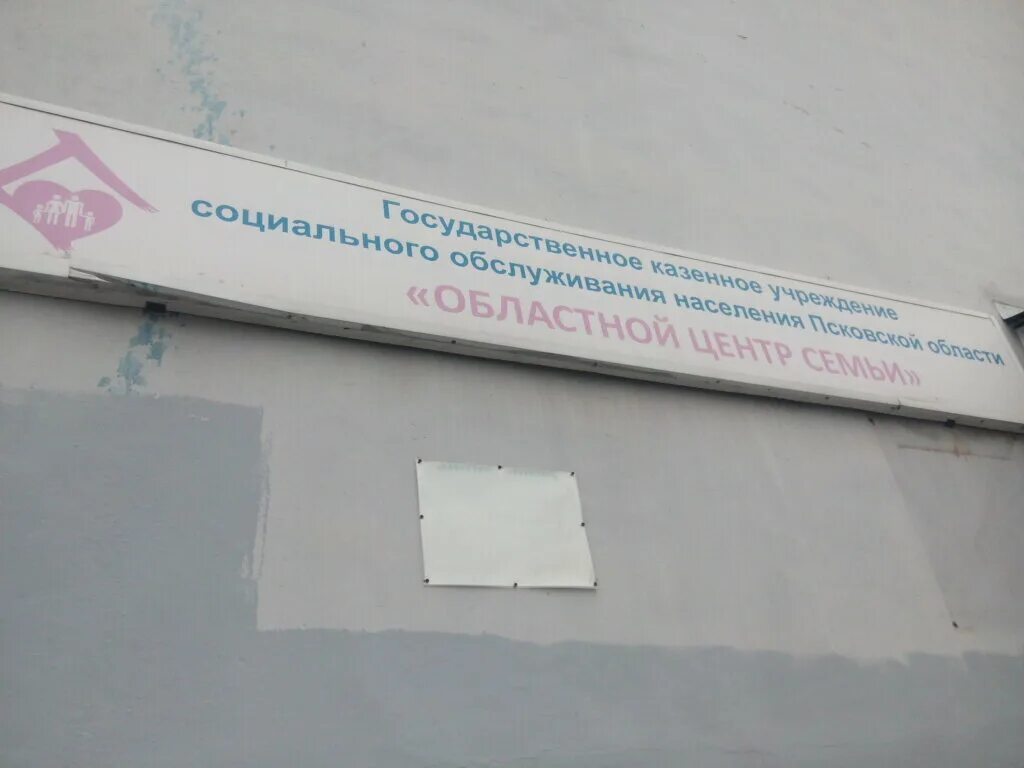 Государственное казенное учреждение
социального обслуживания населения Псковской области
«ОБЛАСТНОЙ ЦЕНТР СЕМЬИ»